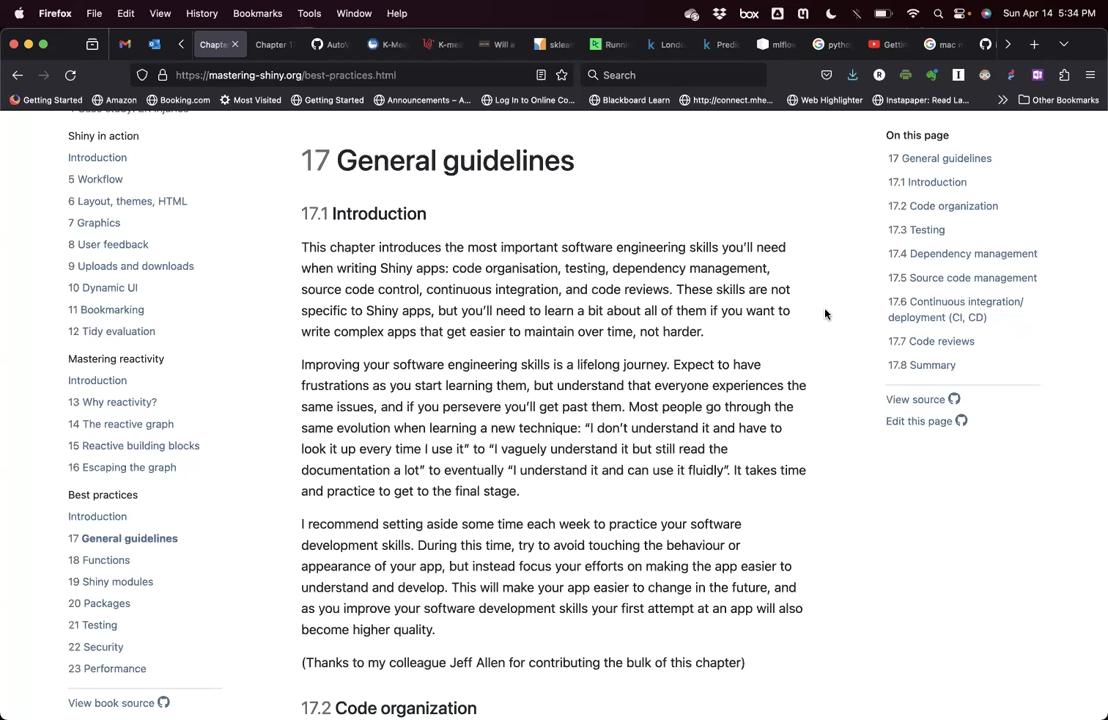 Firefox File Edit View History Bookmarks Tools Window Help box Sun Apr 14 5:34 PM
Chapte Chapter 1 AutoV K-Me K-me Will a sklea Runni Lond Predi mlflow pytho Getti mac n
https://mastering-shiny.org/best-practices.html Search
Getting Started Amazon Booking.com Most Visited Getting Started Announcements – A... Log In to Online Co... Blackboard Learn http://connect.mhe... Web Highlighter Instapaper: Read La... Other Bookmarks
Shiny in action
Introduction
5 Workflow
6 Layout, themes, HTML
7 Graphics
8 User feedback
9 Uploads and downloads
10 Dynamic UI
11 Bookmarking
12 Tidy evaluation
Mastering reactivity
Introduction
13 Why reactivity?
14 The reactive graph
15 Reactive building blocks
16 Escaping the graph
Best practices
Introduction
17 General guidelines
18 Functions
19 Shiny modules
20 Packages
21 Testing
22 Security
23 Performance
View book source
17 General guidelines
17.1 Introduction
This chapter introduces the most important software engineering skills you’ll need
when writing Shiny apps: code organisation, testing, dependency management,
source code control, continuous integration, and code reviews. These skills are not
specific to Shiny apps, but you’ll need to learn a bit about all of them if you want to
write complex apps that get easier to maintain over time, not harder.
Improving your software engineering skills is a lifelong journey. Expect to have
frustrations as you start learning them, but understand that everyone experiences the
same issues, and if you persevere you’ll get past them. Most people go through the
same evolution when learning a new technique: “I don’t understand it and have to
look it up every time I use it” to “I vaguely understand it but still read the
documentation a lot” to eventually “I understand it and can use it fluidly”. It takes time
and practice to get to the final stage.
I recommend setting aside some time each week to practice your software
development skills. During this time, try to avoid touching the behaviour or
appearance of your app, but instead focus your efforts on making the app easier to
understand and develop. This will make your app easier to change in the future, and
as you improve your software development skills your first attempt at an app will also
become higher quality.
(Thanks to my colleague Jeff Allen for contributing the bulk of this chapter)
17.2 Code organization
On this page
17 General guidelines
17.1 Introduction
17.2 Code organization
17.3 Testing
17.4 Dependency management
17.5 Source code management
17.6 Continuous integration/
deployment (CI, CD)
17.7 Code reviews
17.8 Summary
View source
Edit this page